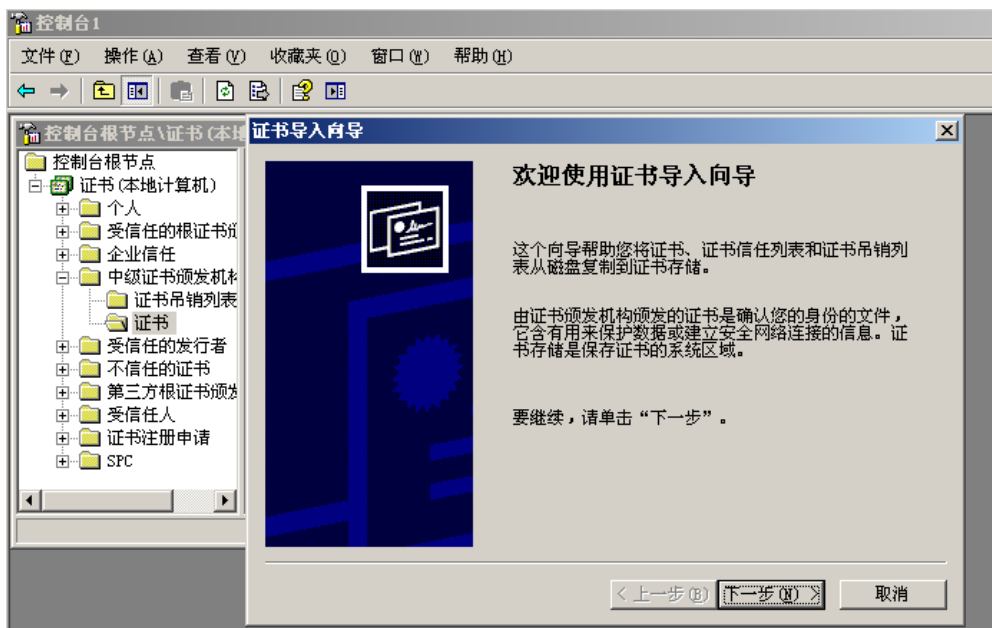 控制台1
文件(F) 操作(A) 查看(V) 收藏夹(O) 窗口(W) 帮助(H)
控制台根节点\证书(本地
控制台根节点
证书(本地计算机)
个人
受信任的根证书颁
企业信任
中级证书颁发机构
证书吊销列表
证书
受信任的发行者
不信任的证书
第三方根证书颁发
受信任人
证书注册申请
SPC
证书导入向导
欢迎使用证书导入向导
这个向导帮助您将证书、证书信任列表和证书吊销列
表从磁盘复制到证书存储。
由证书颁发机构颁发的证书是确认您的身份的文件，
它含有用来保护数据或建立安全网络连接的信息。证
书存储是保存证书的系统区域。
要继续，请单击“下一步”。
< 上一步(B) 下一步(N) > 取消